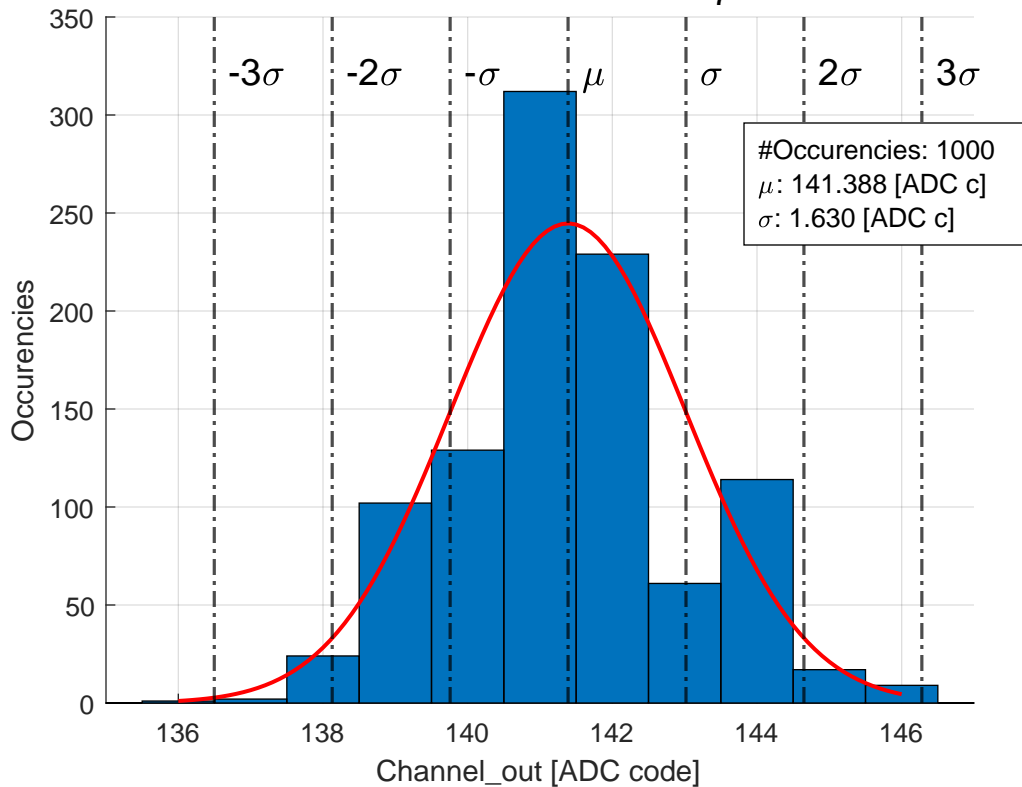 350
300
250
200
150
100
50
0
Occurencies
-3σ -2σ -σ μ σ 2σ 3σ
#Occurencies: 1000
μ: 141.388 [ADC c]
σ: 1.630 [ADC c]
136 138 140 142 144 146
Channel_out [ADC code]